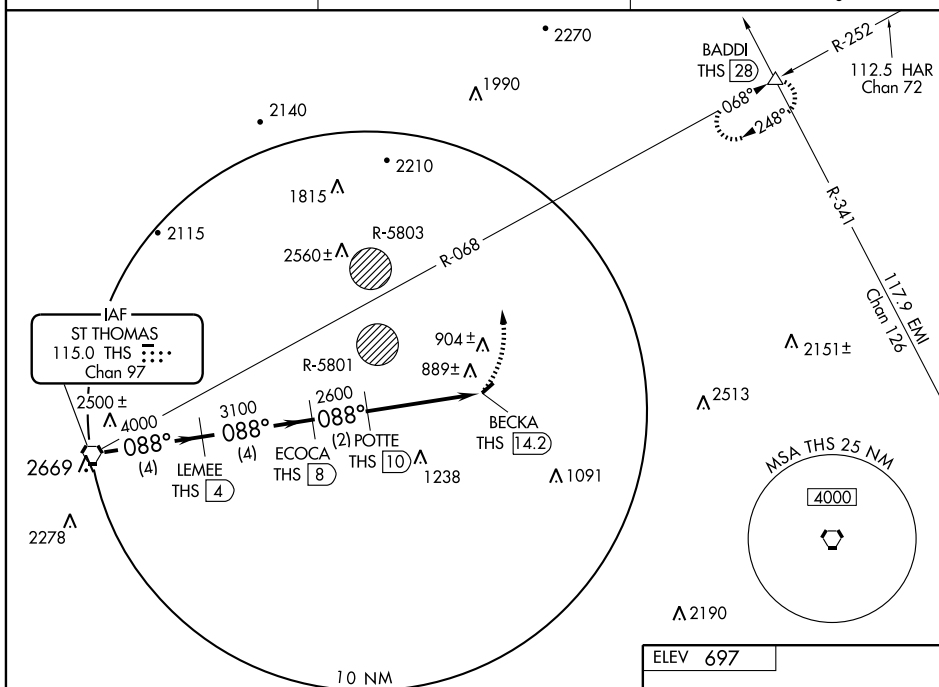 2270
BADDI
THS 28
R-252
112.5 HAR
Chan 72
1990
068°
248°
2140
2210
1815
R-341
2115
R-5803
2560±
R-068
117.9 EMI
Chan 126
IAF
ST THOMAS
115.0 THS
Chan 97
R-5801
904±
889±
2151±
2500±
4000
088°
(4)
3100
088°
(4)
2600
088°
(2)
2513
BECKA
THS 14.2
2669
LEMEE
THS 4
ECOCA
THS 8
POTTE
THS 10
1238
1091
MSA THS 25 NM
4000
2278
2190
10 NM
ELEV 697